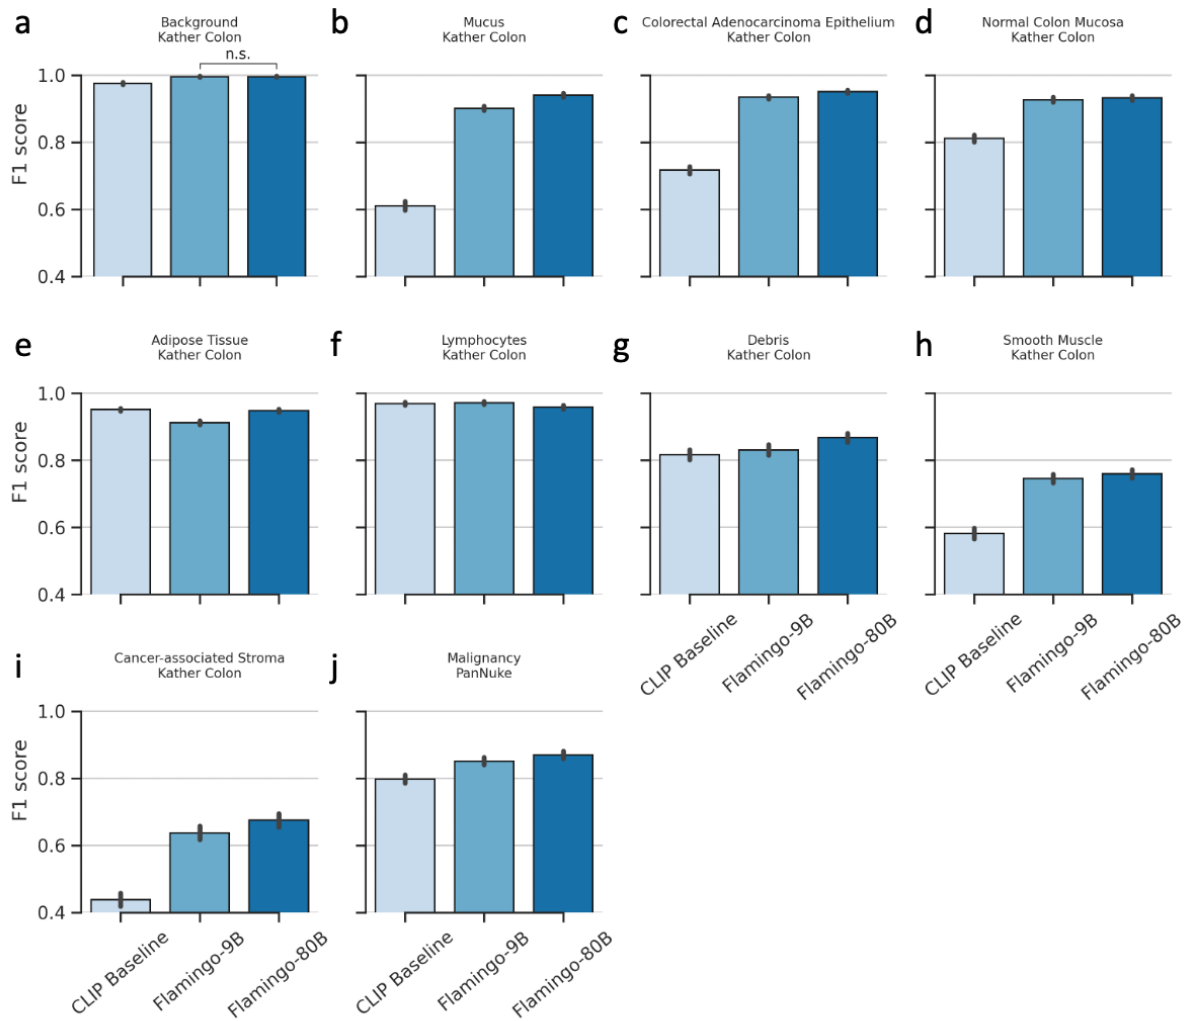 a
Background
Kather Colon
n.s.
F1 score
1.0
0.8
0.6
0.4
b
Mucus
Kather Colon
c
Colorectal Adenocarcinoma Epithelium
Kather Colon
d
Normal Colon Mucosa
Kather Colon
e
Adipose Tissue
Kather Colon
F1 score
1.0
0.8
0.6
0.4
f
Lymphocytes
Kather Colon
g
Debris
Kather Colon
CLIP Baseline
Flamingo-9B
Flamingo-80B
h
Smooth Muscle
Kather Colon
CLIP Baseline
Flamingo-9B
Flamingo-80B
i
Cancer-associated Stroma
Kather Colon
F1 score
1.0
0.8
0.6
0.4
CLIP Baseline
Flamingo-9B
Flamingo-80B
j
Malignancy
PanNuke
CLIP Baseline
Flamingo-9B
Flamingo-80B